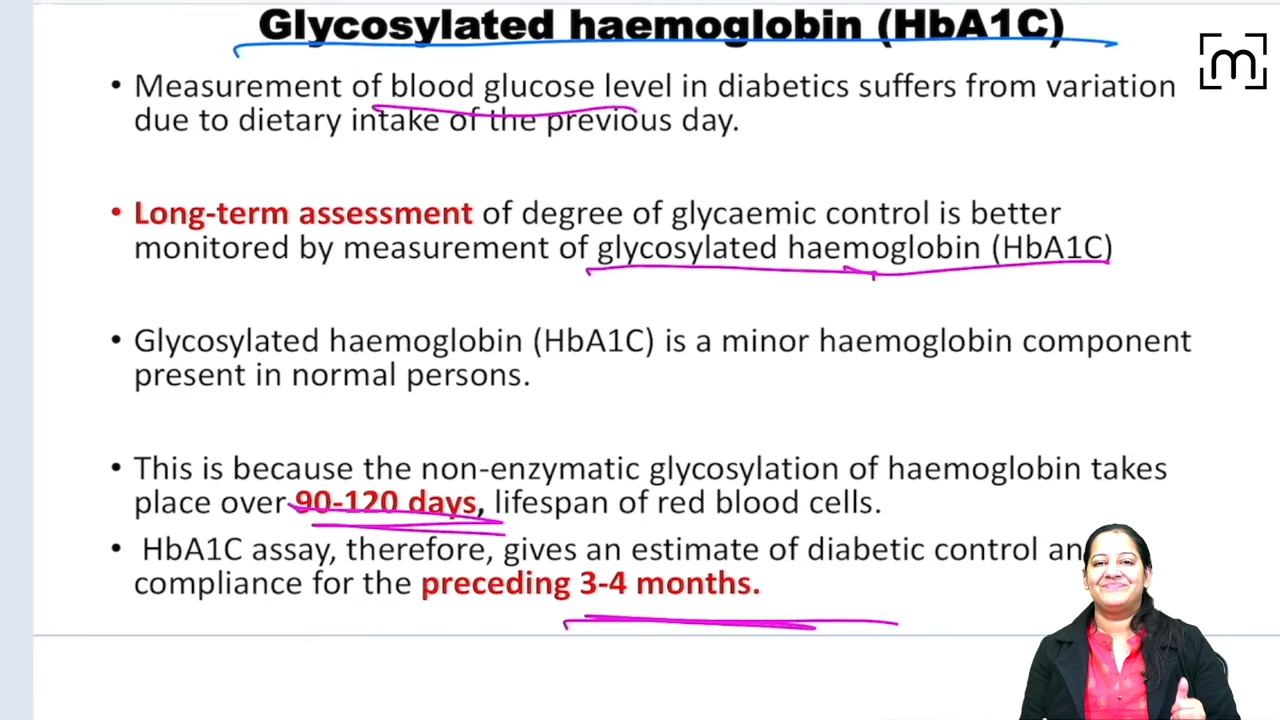 Glycosylated haemoglobin (HbA1C)
m
• Measurement of blood glucose level in diabetics suffers from variation
due to dietary intake of the previous day.
• Long-term assessment of degree of glycaemic control is better
monitored by measurement of glycosylated haemoglobin (HbA1C)
• Glycosylated haemoglobin (HbA1C) is a minor haemoglobin component
present in normal persons.
• This is because the non-enzymatic glycosylation of haemoglobin takes
place over 90-120 days, lifespan of red blood cells.
• HbA1C assay, therefore, gives an estimate of diabetic control an
compliance for the preceding 3-4 months.